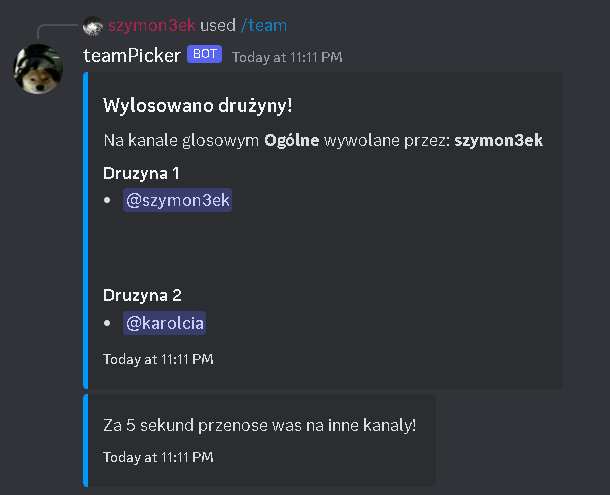 szymon3ek used /team
teamPicker BOT Today at 11:11 PM
Wylosowano drużyny!
Na kanale glosowym Ogólne wywolane przez: szymon3ek
Druzyna 1
• @szymon3ek
Druzyna 2
• @karolcia
Today at 11:11 PM
Za 5 sekund przenose was na inne kanaly!
Today at 11:11 PM